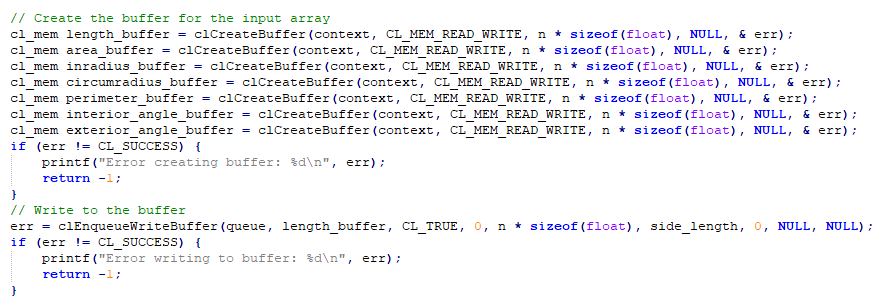 // Create the buffer for the input array
cl_mem length_buffer = clCreateBuffer(context, CL_MEM_READ_WRITE, n * sizeof(float), NULL, & err);
cl_mem area_buffer = clCreateBuffer(context, CL_MEM_READ_WRITE, n * sizeof(float), NULL, & err);
cl_mem inradius_buffer = clCreateBuffer(context, CL_MEM_READ_WRITE, n * sizeof(float), NULL, & err);
cl_mem circumradius_buffer = clCreateBuffer(context, CL_MEM_READ_WRITE, n * sizeof(float), NULL, & err);
cl_mem perimeter_buffer = clCreateBuffer(context, CL_MEM_READ_WRITE, n * sizeof(float), NULL, & err);
cl_mem interior_angle_buffer = clCreateBuffer(context, CL_MEM_READ_WRITE, n * sizeof(float), NULL, & err);
cl_mem exterior_angle_buffer = clCreateBuffer(context, CL_MEM_READ_WRITE, n * sizeof(float), NULL, & err);
if (err != CL_SUCCESS) {
    printf("Error creating buffer: %d\n", err);
    return -1;
}
// Write to the buffer
err = clEnqueueWriteBuffer(queue, length_buffer, CL_TRUE, 0, n * sizeof(float), side_length, 0, NULL, NULL);
if (err != CL_SUCCESS) {
    printf("Error writing to buffer: %d\n", err);
    return -1;
}